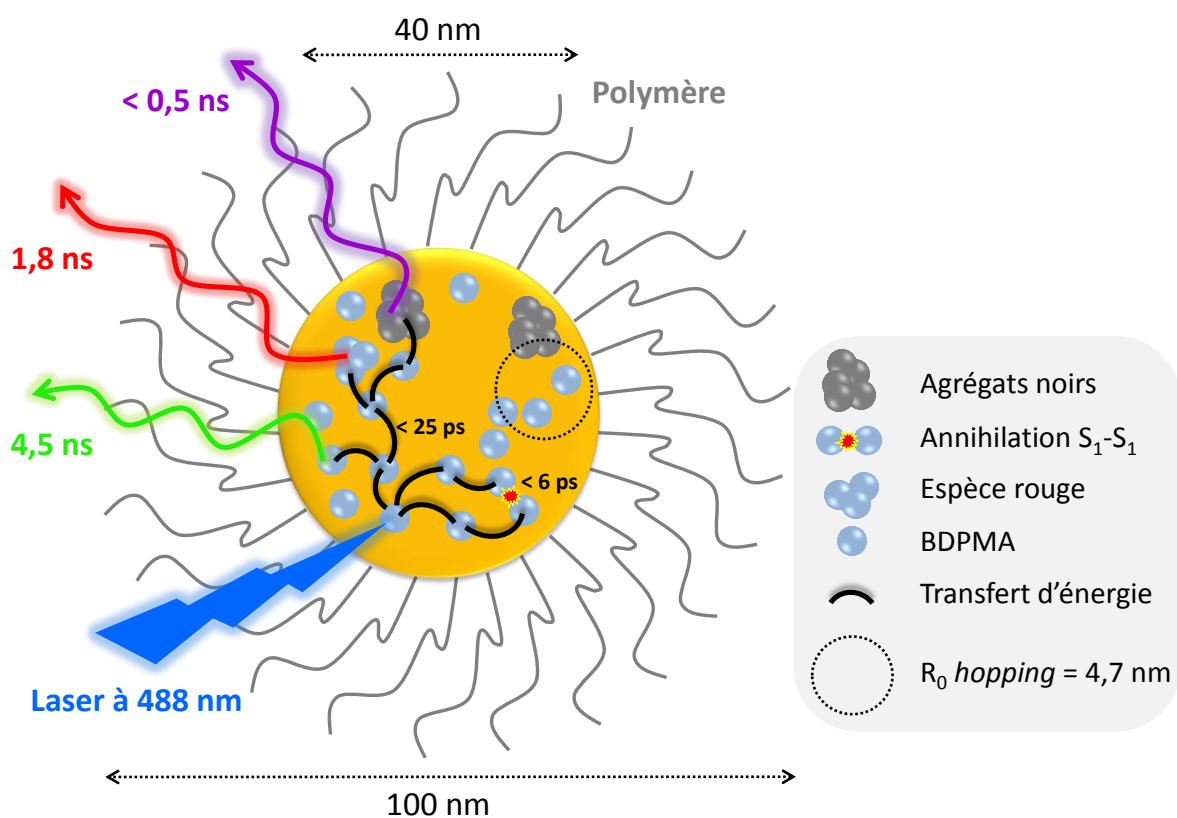 40 nm
Polymère
< 0,5 ns
1,8 ns
4,5 ns
< 25 ps
< 6 ps
Laser à 488 nm
100 nm
Agrégats noirs
Annihilation S₁-S₁
Espèce rouge
BDPMA
Transfert d'énergie
R₀ hopping = 4,7 nm